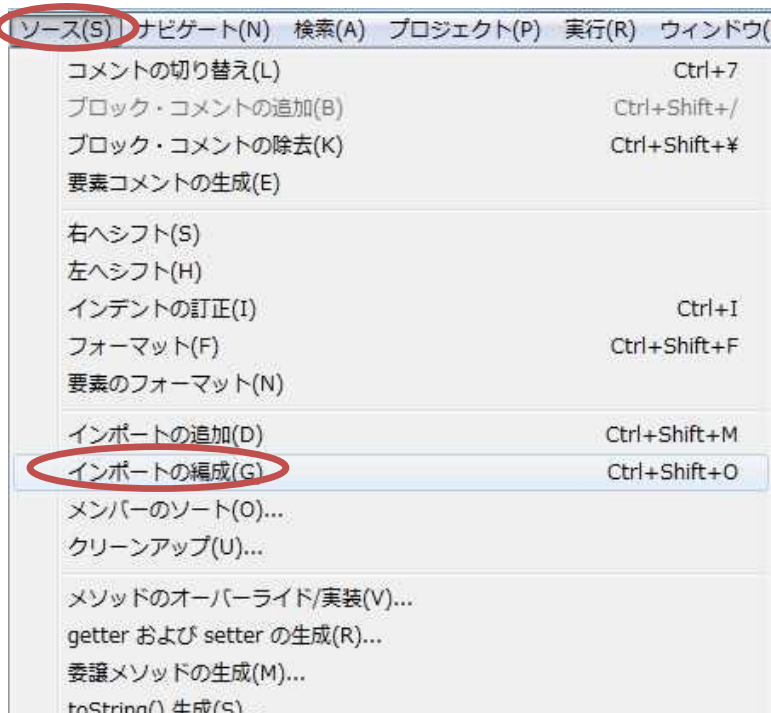 ソース(S) ナビゲート(N) 検索(A) プロジェクト(P) 実行(R) ウィンドウ(
コメントの切り替え(L) Ctrl+7
ブロック・コメントの追加(B) Ctrl+Shift+/
ブロック・コメントの除去(K) Ctrl+Shift+¥
要素コメントの生成(E)
右へシフト(S)
左へシフト(H)
インデントの訂正(I) Ctrl+I
フォーマット(F) Ctrl+Shift+F
要素のフォーマット(N)
インポートの追加(D) Ctrl+Shift+M
インポートの編成(G) Ctrl+Shift+O
メンバーのソート(O)...
クリーンアップ(U)...
メソッドのオーバーライド/実装(V)...
getter および setter の生成(R)...
委譲メソッドの生成(M)...
toString() 生成(S)...